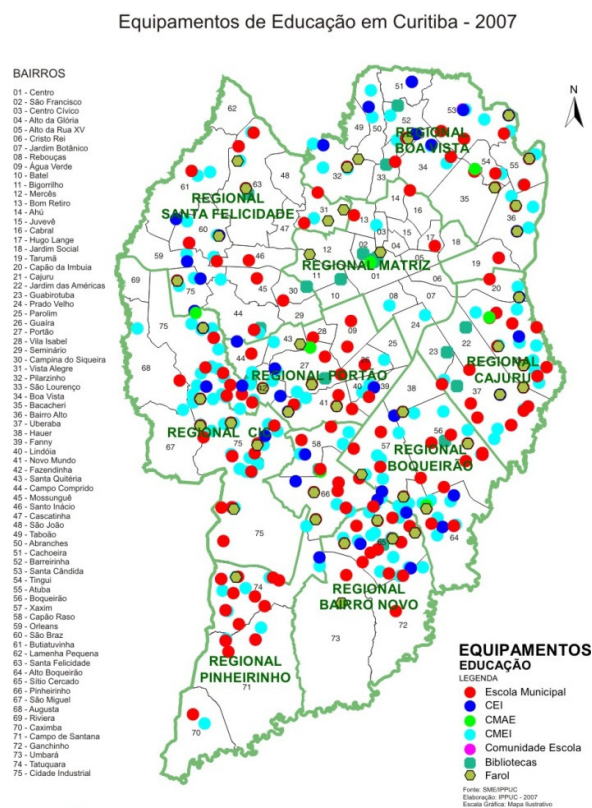 Equipamentos de Educação em Curitiba - 2007
BAIRROS
01 - Centro
02 - São Francisco
03 - Centro Cívico
04 - Alto da Glória
05 - Alto da Rua XV
06 - Cristo Rei
07 - Jardim Botânico
08 - Rebouças
09 - Água Verde
10 - Batel
11 - Bigorrilho
12 - Mercês
13 - Bom Retiro
14 - Ahú
15 - Juvevê
16 - Cabral
17 - Hugo Lange
18 - Jardim Social
19 - Tarumã
20 - Capão da Imbuia
21 - Cajuru
22 - Jardim das Américas
23 - Guabirotuba
24 - Prado Velho
25 - Parolim
26 - Guaíra
27 - Portão
28 - Vila Isabel
29 - Seminário
30 - Campina do Siqueira
31 - Vista Alegre
32 - Pilarzinho
33 - São Lourenço
34 - Boa Vista
35 - Bacacheri
36 - Bairro Alto
37 - Uberaba
38 - Hauer
39 - Fanny
40 - Lindóia
41 - Novo Mundo
42 - Fazendinha
43 - Santa Quitéria
44 - Campo Comprido
45 - Mossunguê
46 - Santo Inácio
47 - Cascatinha
48 - São João
49 - Taboão
50 - Abranches
51 - Cachoeira
52 - Barreirinha
53 - Santa Cândida
54 - Tingui
55 - Atuba
56 - Boqueirão
57 - Xaxim
58 - Capão Raso
59 - Orleans
60 - São Braz
61 - Butiatuvinha
62 - Lamenha Pequena
63 - Santa Felicidade
64 - Alto Boqueirão
65 - Sítio Cercado
66 - Pinheirinho
67 - São Miguel
68 - Augusta
69 - Riviera
70 - Caximba
71 - Campo de Santana
72 - Ganchinho
73 - Umbará
74 - Tatuquara
75 - Cidade Industrial
N
REGIONAL
BOA VISTA
REGIONAL
SANTA FELICIDADE
REGIONAL MATRIZ
REGIONAL
CAJURU
REGIONAL PORTÃO
REGIONAL CIC
REGIONAL
BOQUEIRÃO
REGIONAL
BAIRRO NOVO
REGIONAL
PINHEIRINHO
EQUIPAMENTOS
EDUCAÇÃO
LEGENDA
Escola Municipal
CEI
CMAE
CMEI
Comunidade Escola
Bibliotecas
Farol
Fonte: SME/IPPUC
Elaboração: IPPUC - 2007
Escala Gráfica: Mapa Ilustrativo